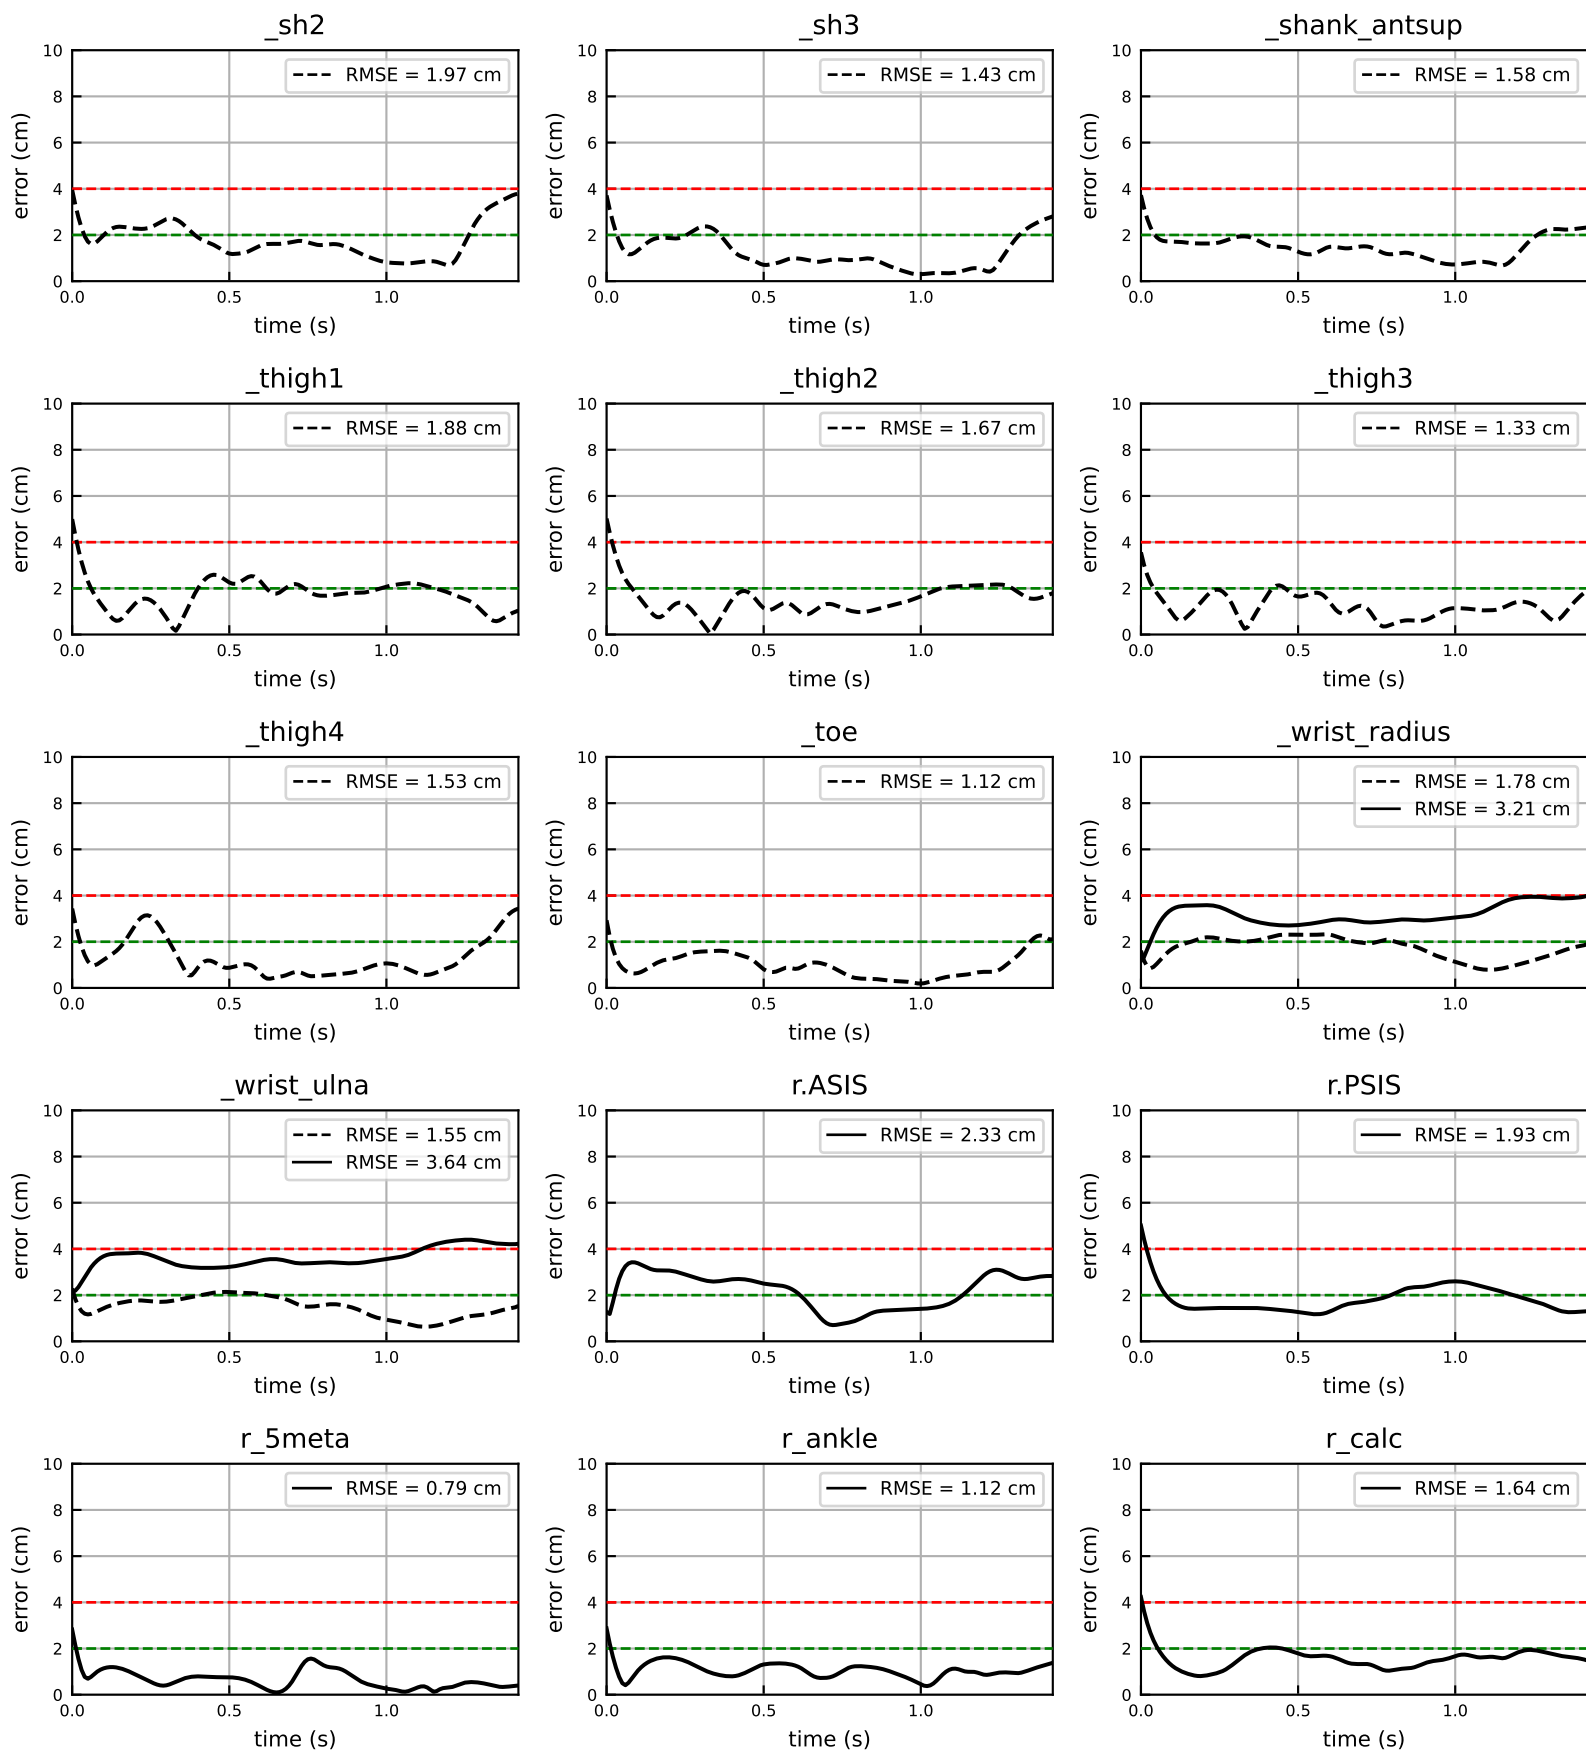 _sh2
_sh3
_shank_antsup
10
8
6
4
2
0
error (cm)
RMSE = 1.97 cm
0.0
0.5
1.0
time (s)
10
8
6
4
2
0
error (cm)
RMSE = 1.43 cm
0.0
0.5
1.0
time (s)
10
8
6
4
2
0
error (cm)
RMSE = 1.58 cm
0.0
0.5
1.0
time (s)
_thigh1
_thigh2
_thigh3
10
8
6
4
2
0
error (cm)
RMSE = 1.88 cm
0.0
0.5
1.0
time (s)
10
8
6
4
2
0
error (cm)
RMSE = 1.67 cm
0.0
0.5
1.0
time (s)
10
8
6
4
2
0
error (cm)
RMSE = 1.33 cm
0.0
0.5
1.0
time (s)
_thigh4
_toe
_wrist_radius
10
8
6
4
2
0
error (cm)
RMSE = 1.53 cm
0.0
0.5
1.0
time (s)
10
8
6
4
2
0
error (cm)
RMSE = 1.12 cm
0.0
0.5
1.0
time (s)
10
8
6
4
2
0
error (cm)
RMSE = 1.78 cm
RMSE = 3.21 cm
0.0
0.5
1.0
time (s)
_wrist_ulna
r.ASIS
r.PSIS
10
8
6
4
2
0
error (cm)
RMSE = 1.55 cm
RMSE = 3.64 cm
0.0
0.5
1.0
time (s)
10
8
6
4
2
0
error (cm)
RMSE = 2.33 cm
0.0
0.5
1.0
time (s)
10
8
6
4
2
0
error (cm)
RMSE = 1.93 cm
0.0
0.5
1.0
time (s)
r_5meta
r_ankle
r_calc
10
8
6
4
2
0
error (cm)
RMSE = 0.79 cm
0.0
0.5
1.0
time (s)
10
8
6
4
2
0
error (cm)
RMSE = 1.12 cm
0.0
0.5
1.0
time (s)
10
8
6
4
2
0
error (cm)
RMSE = 1.64 cm
0.0
0.5
1.0
time (s)